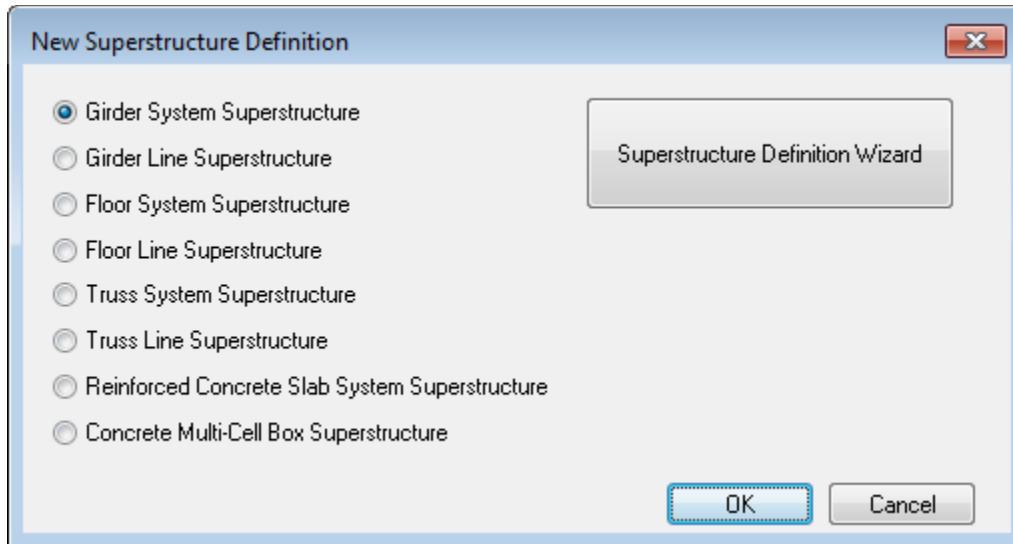 New Superstructure Definition
Girder System Superstructure
Superstructure Definition Wizard
Girder Line Superstructure
Floor System Superstructure
Floor Line Superstructure
Truss System Superstructure
Truss Line Superstructure
Reinforced Concrete Slab System Superstructure
Concrete Multi-Cell Box Superstructure
OK
Cancel